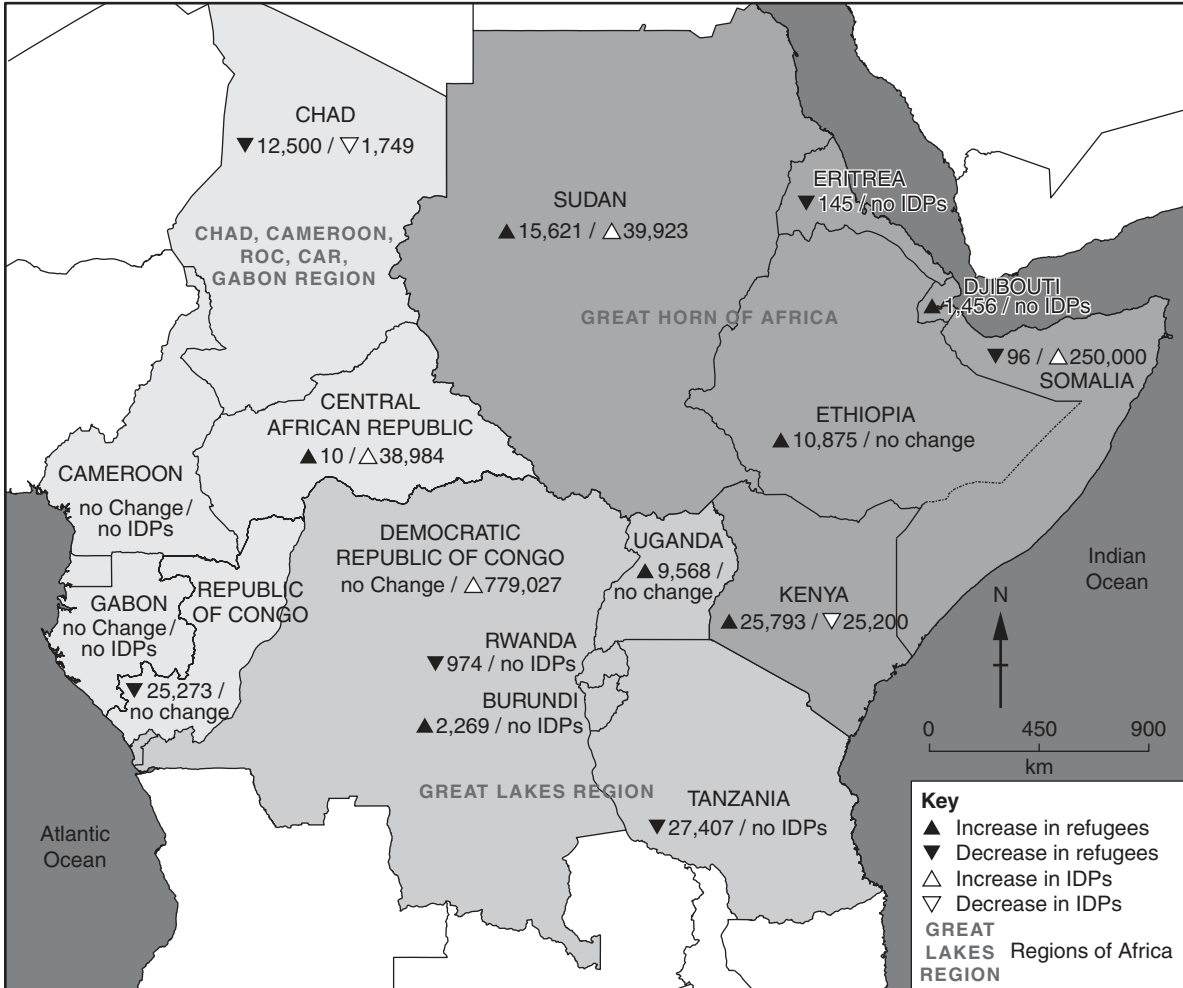 CHAD
▼ 12,500 / ▽ 1,749
CHAD, CAMEROON,
ROC, CAR,
GABON REGION
SUDAN
▲ 15,621 / △ 39,923
ERITREA
▼ 145 / no IDPs
DJIBOUTI
▲ 1,456 / no IDPs
GREAT HORN OF AFRICA
▼ 96 / △ 250,000
SOMALIA
ETHIOPIA
▲ 10,875 / no change
CENTRAL
AFRICAN REPUBLIC
▲ 10 / △ 38,984
CAMEROON
no Change /
no IDPs
DEMOCRATIC
REPUBLIC OF CONGO
no Change / △ 779,027
UGANDA
▲ 9,568 /
no change
KENYA
▲ 25,793 / ▽ 25,200
Indian
Ocean
GABON
no Change /
no IDPs
REPUBLIC
OF CONGO
▼ 25,273 /
no change
RWANDA
▼ 974 / no IDPs
BURUNDI
▲ 2,269 / no IDPs
GREAT LAKES REGION
TANZANIA
▼ 27,407 / no IDPs
Atlantic
Ocean
N
0 450 900
km
Key
▲ Increase in refugees
▼ Decrease in refugees
△ Increase in IDPs
▽ Decrease in IDPs
GREAT
LAKES
REGION
Regions of Africa